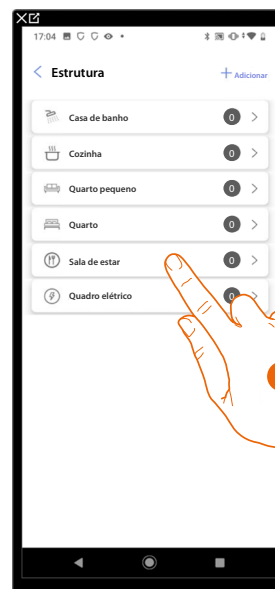 17:04
Estrutura
Adicionar
Casa de banho 0
Cozinha 0
Quarto pequeno 0
Quarto 0
Sala de estar 0
Quadro elétrico 0